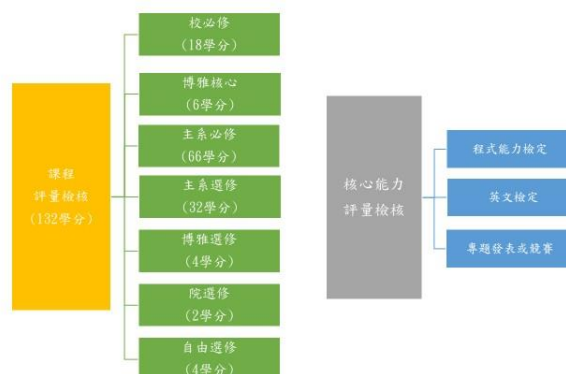 課程
評量檢核
(132學分)
校必修
(18學分)
博雅核心
(6學分)
主系必修
(66學分)
主系選修
(32學分)
博雅選修
(4學分)
院選修
(2學分)
自由選修
(4學分)
核心能力
評量檢核
程式能力檢定
英文檢定
專題發表或競賽